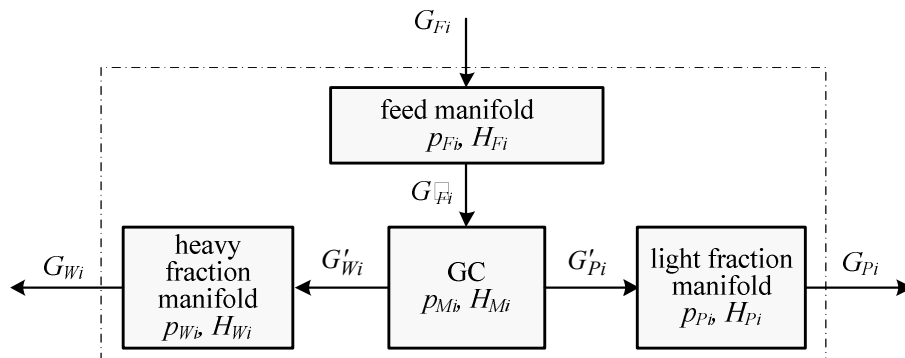 G_Fi
feed manifold
p_Fi, H_Fi
G□_Fi
heavy
fraction
manifold
p_Wi, H_Wi
G_Wi
G′_Wi
GC
p_Mi, H_Mi
G′_Pi
light fraction
manifold
p_Pi, H_Pi
G_Pi